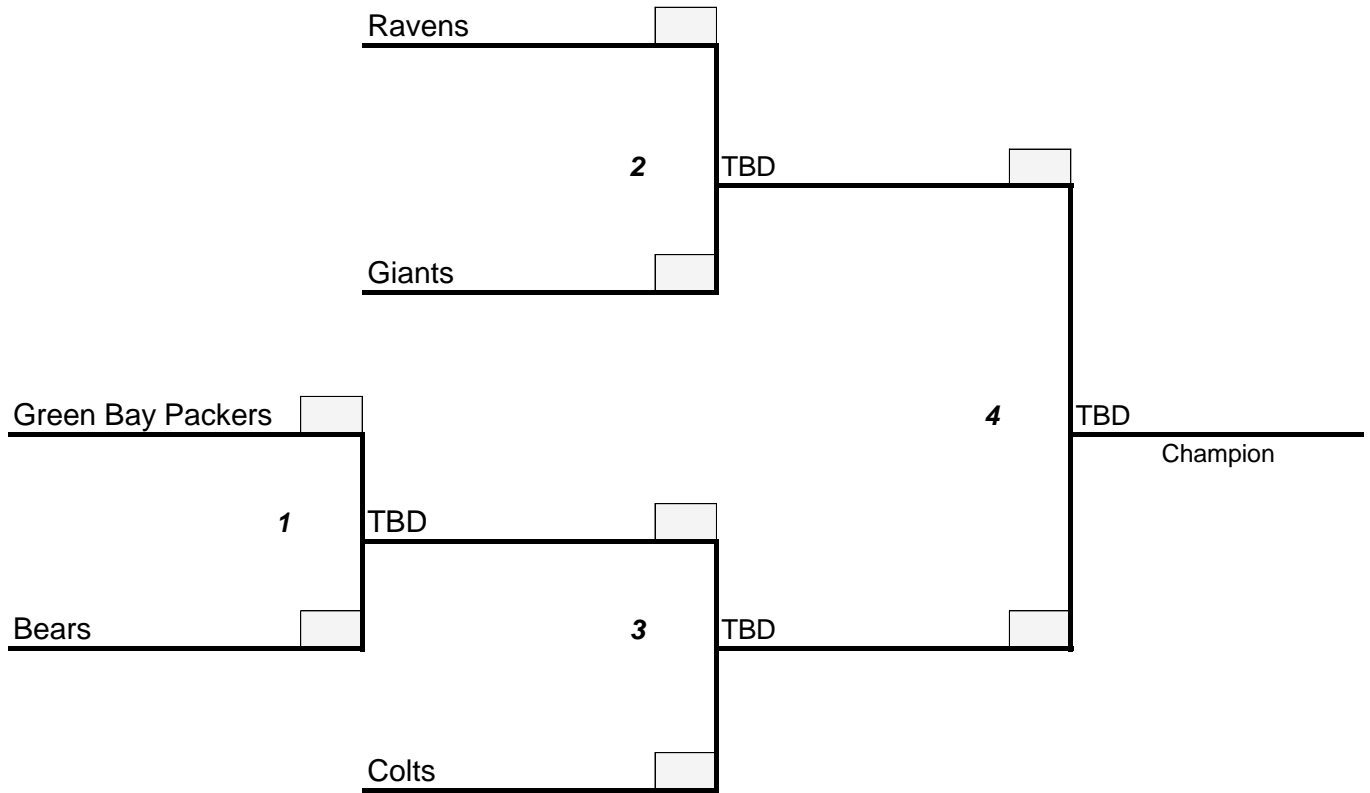 Ravens
2
TBD
Giants
Green Bay Packers
4
TBD
Champion
1
TBD
Bears
3
TBD
Colts